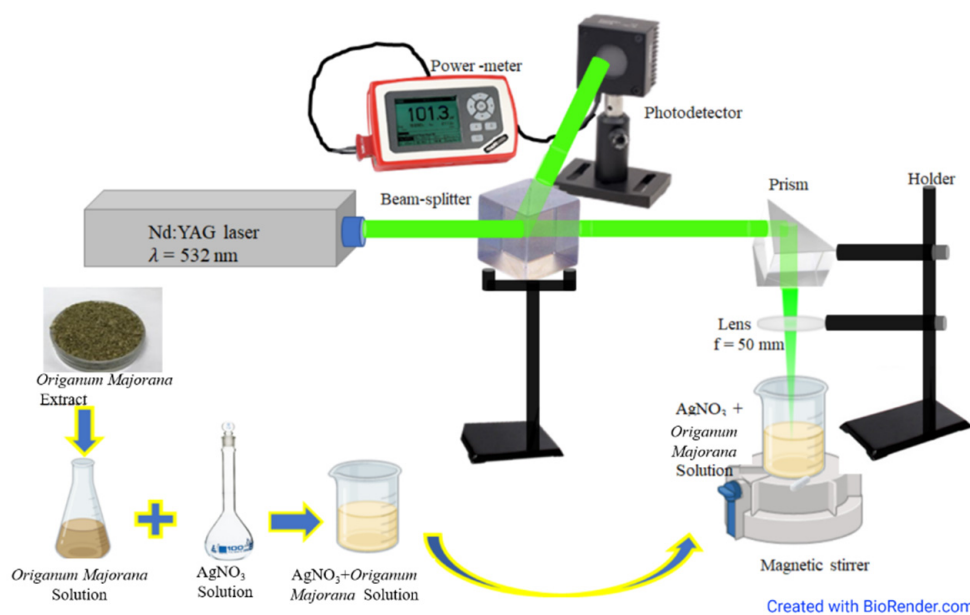 Power -meter
101.3
Photodetector
Beam-splitter
Prism
Holder
Nd:YAG laser
λ = 532 nm
Lens
f = 50 mm
Origanum Majorana
Extract
AgNO₃ +
Origanum
Majorana
Solution
100
Origanum Majorana
Solution
AgNO₃
Solution
AgNO₃+Origanum
Majorana Solution
Magnetic stirrer
Created with BioRender.com